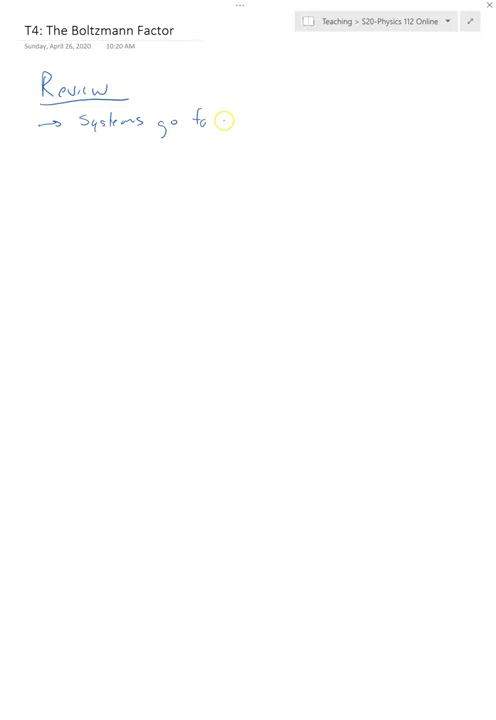 T4: The Boltzmann Factor
Teaching > S20-Physics 112 Online
Sunday, April 26, 2020 10:20 AM
Review
→ Systems go to